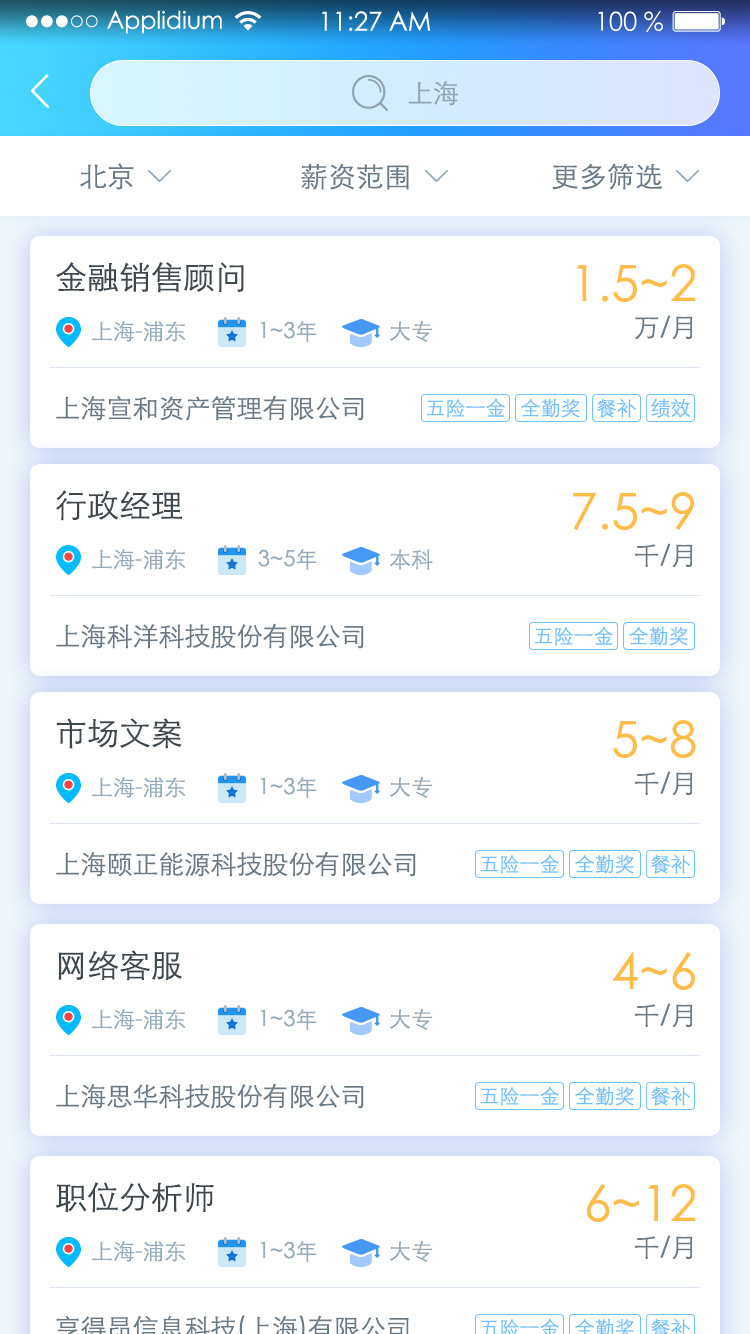 Applidium 11:27 AM 100 %
上海
北京 薪资范围 更多筛选
金融销售顾问 1.5~2
上海-浦东 1~3年 大专 万/月
上海宣和资产管理有限公司 五险一金 全勤奖 餐补 绩效
行政经理 7.5~9
上海-浦东 3~5年 本科 千/月
上海科洋科技股份有限公司 五险一金 全勤奖
市场文案 5~8
上海-浦东 1~3年 大专 千/月
上海颐正能源科技股份有限公司 五险一金 全勤奖 餐补
网络客服 4~6
上海-浦东 1~3年 大专 千/月
上海思华科技股份有限公司 五险一金 全勤奖 餐补
职位分析师 6~12
上海-浦东 1~3年 大专 千/月
亨得昂信息科技(上海)有限公司 五险一金 全勤奖 餐补